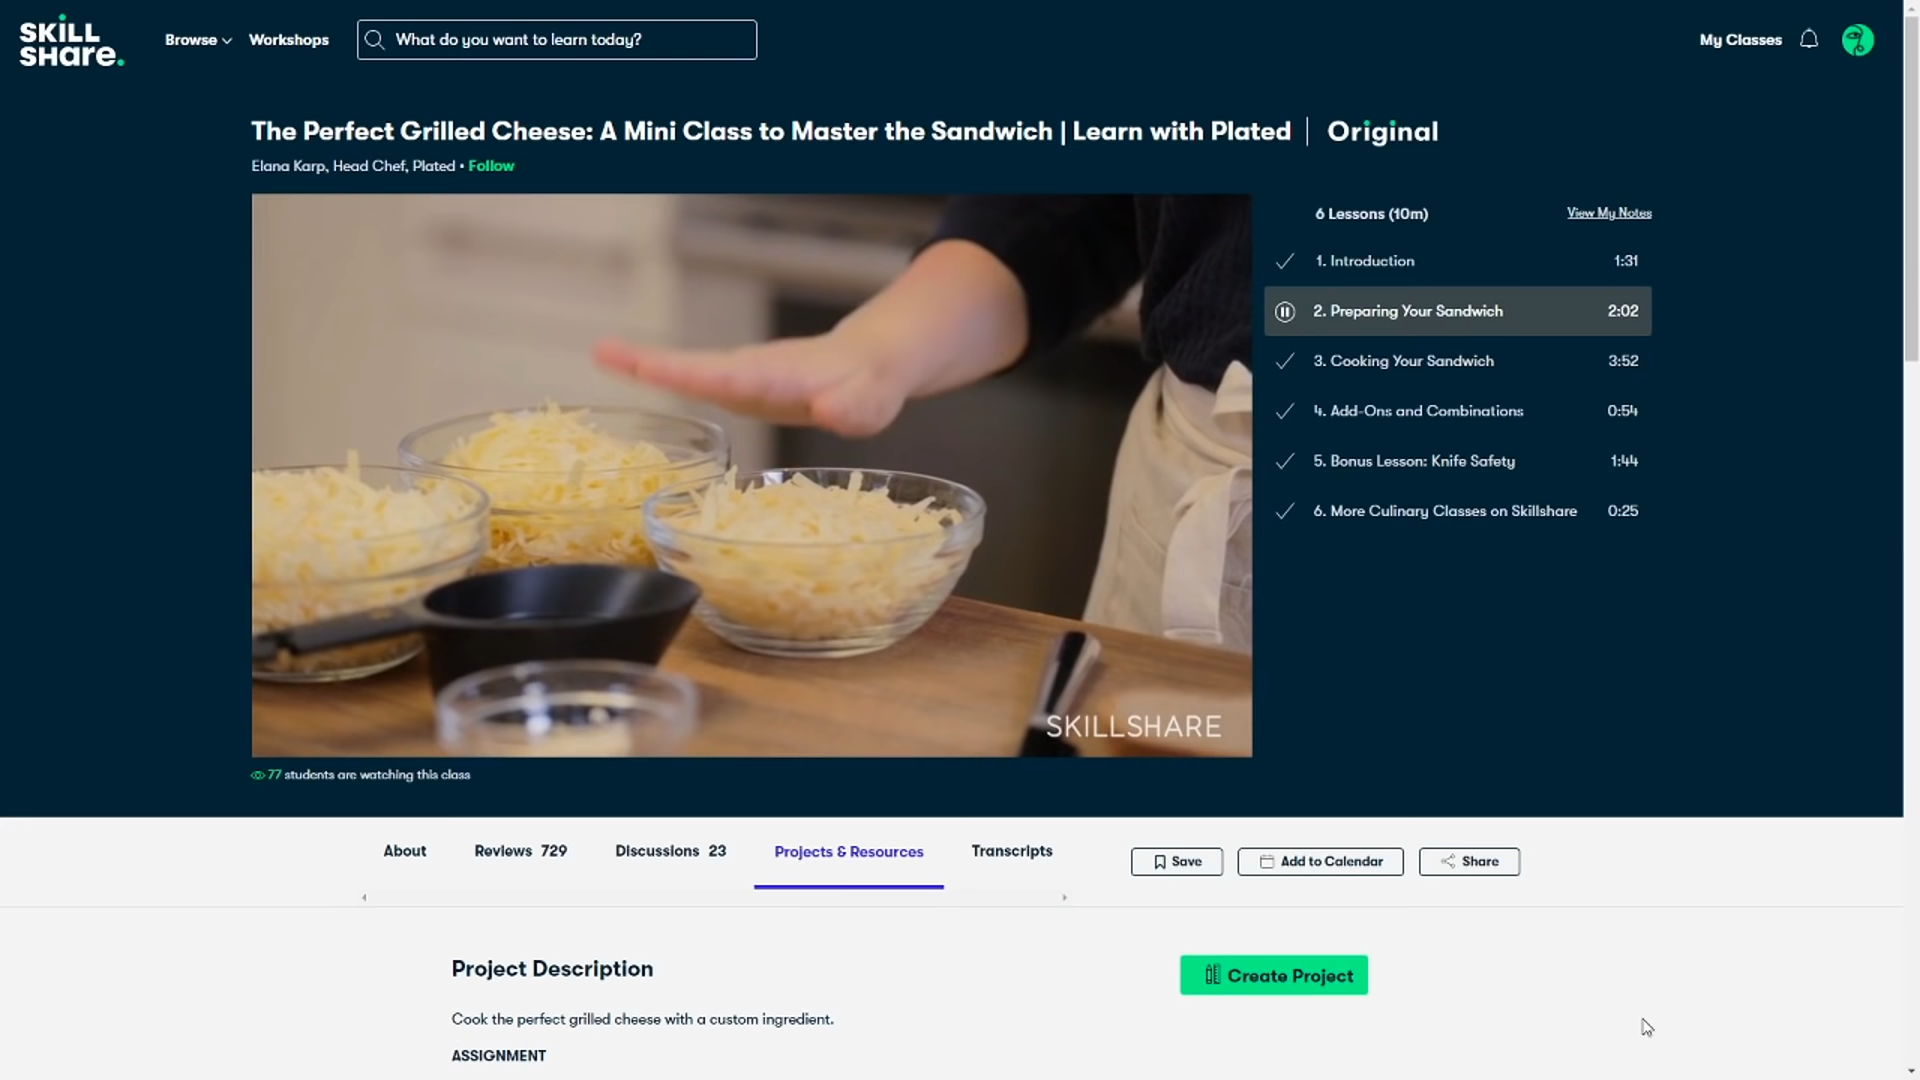 SKILL
SHare.
Browse
Workshops
What do you want to learn today?
My Classes
The Perfect Grilled Cheese: A Mini Class to Master the Sandwich | Learn with Plated | Original
Elana Karp, Head Chef, Plated • Follow
6 Lessons (10m)
View My Notes
1. Introduction 1:31
2. Preparing Your Sandwich 2:02
3. Cooking Your Sandwich 3:52
4. Add-Ons and Combinations 0:54
5. Bonus Lesson: Knife Safety 1:44
6. More Culinary Classes on Skillshare 0:25
SKILLSHARE
77 students are watching this class
About
Reviews 729
Discussions 23
Projects & Resources
Transcripts
Save
Add to Calendar
Share
Project Description
Create Project
Cook the perfect grilled cheese with a custom ingredient.
ASSIGNMENT